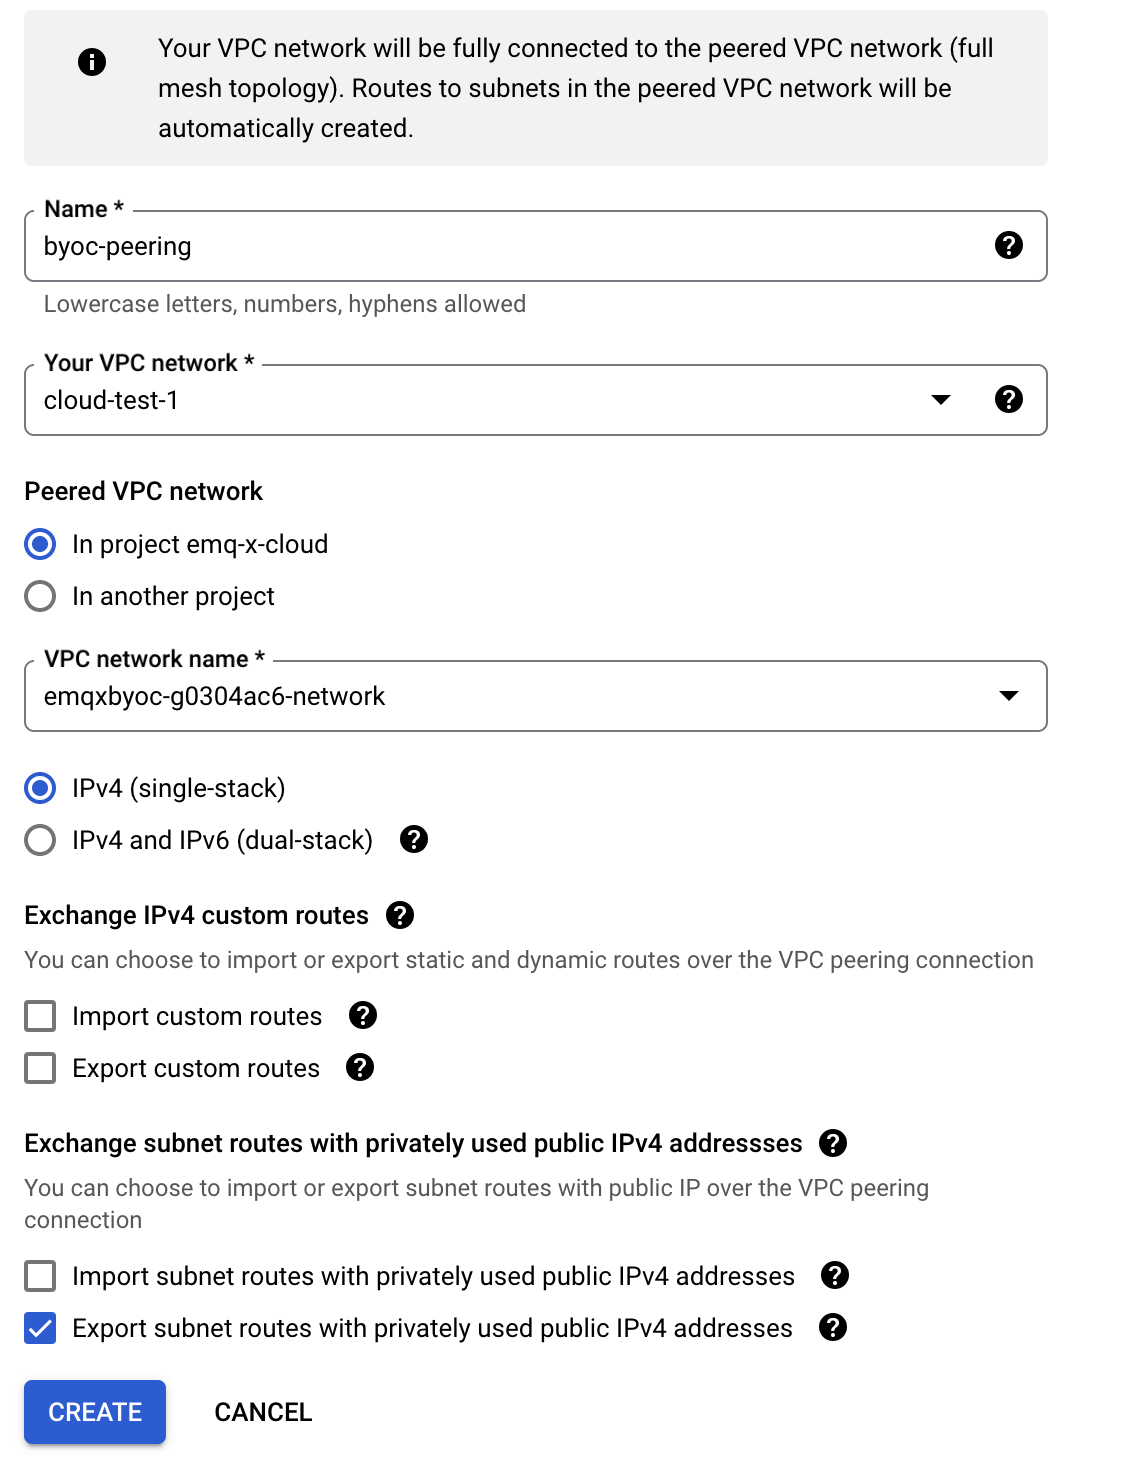 Your VPC network will be fully connected to the peered VPC network (full
mesh topology). Routes to subnets in the peered VPC network will be
automatically created.
Name *
byoc-peering
Lowercase letters, numbers, hyphens allowed
Your VPC network *
cloud-test-1
Peered VPC network
In project emq-x-cloud
In another project
VPC network name *
emqxbyoc-g0304ac6-network
IPv4 (single-stack)
IPv4 and IPv6 (dual-stack)
Exchange IPv4 custom routes
You can choose to import or export static and dynamic routes over the VPC peering connection
Import custom routes
Export custom routes
Exchange subnet routes with privately used public IPv4 addressses
You can choose to import or export subnet routes with public IP over the VPC peering
connection
Import subnet routes with privately used public IPv4 addresses
Export subnet routes with privately used public IPv4 addresses
CREATE CANCEL